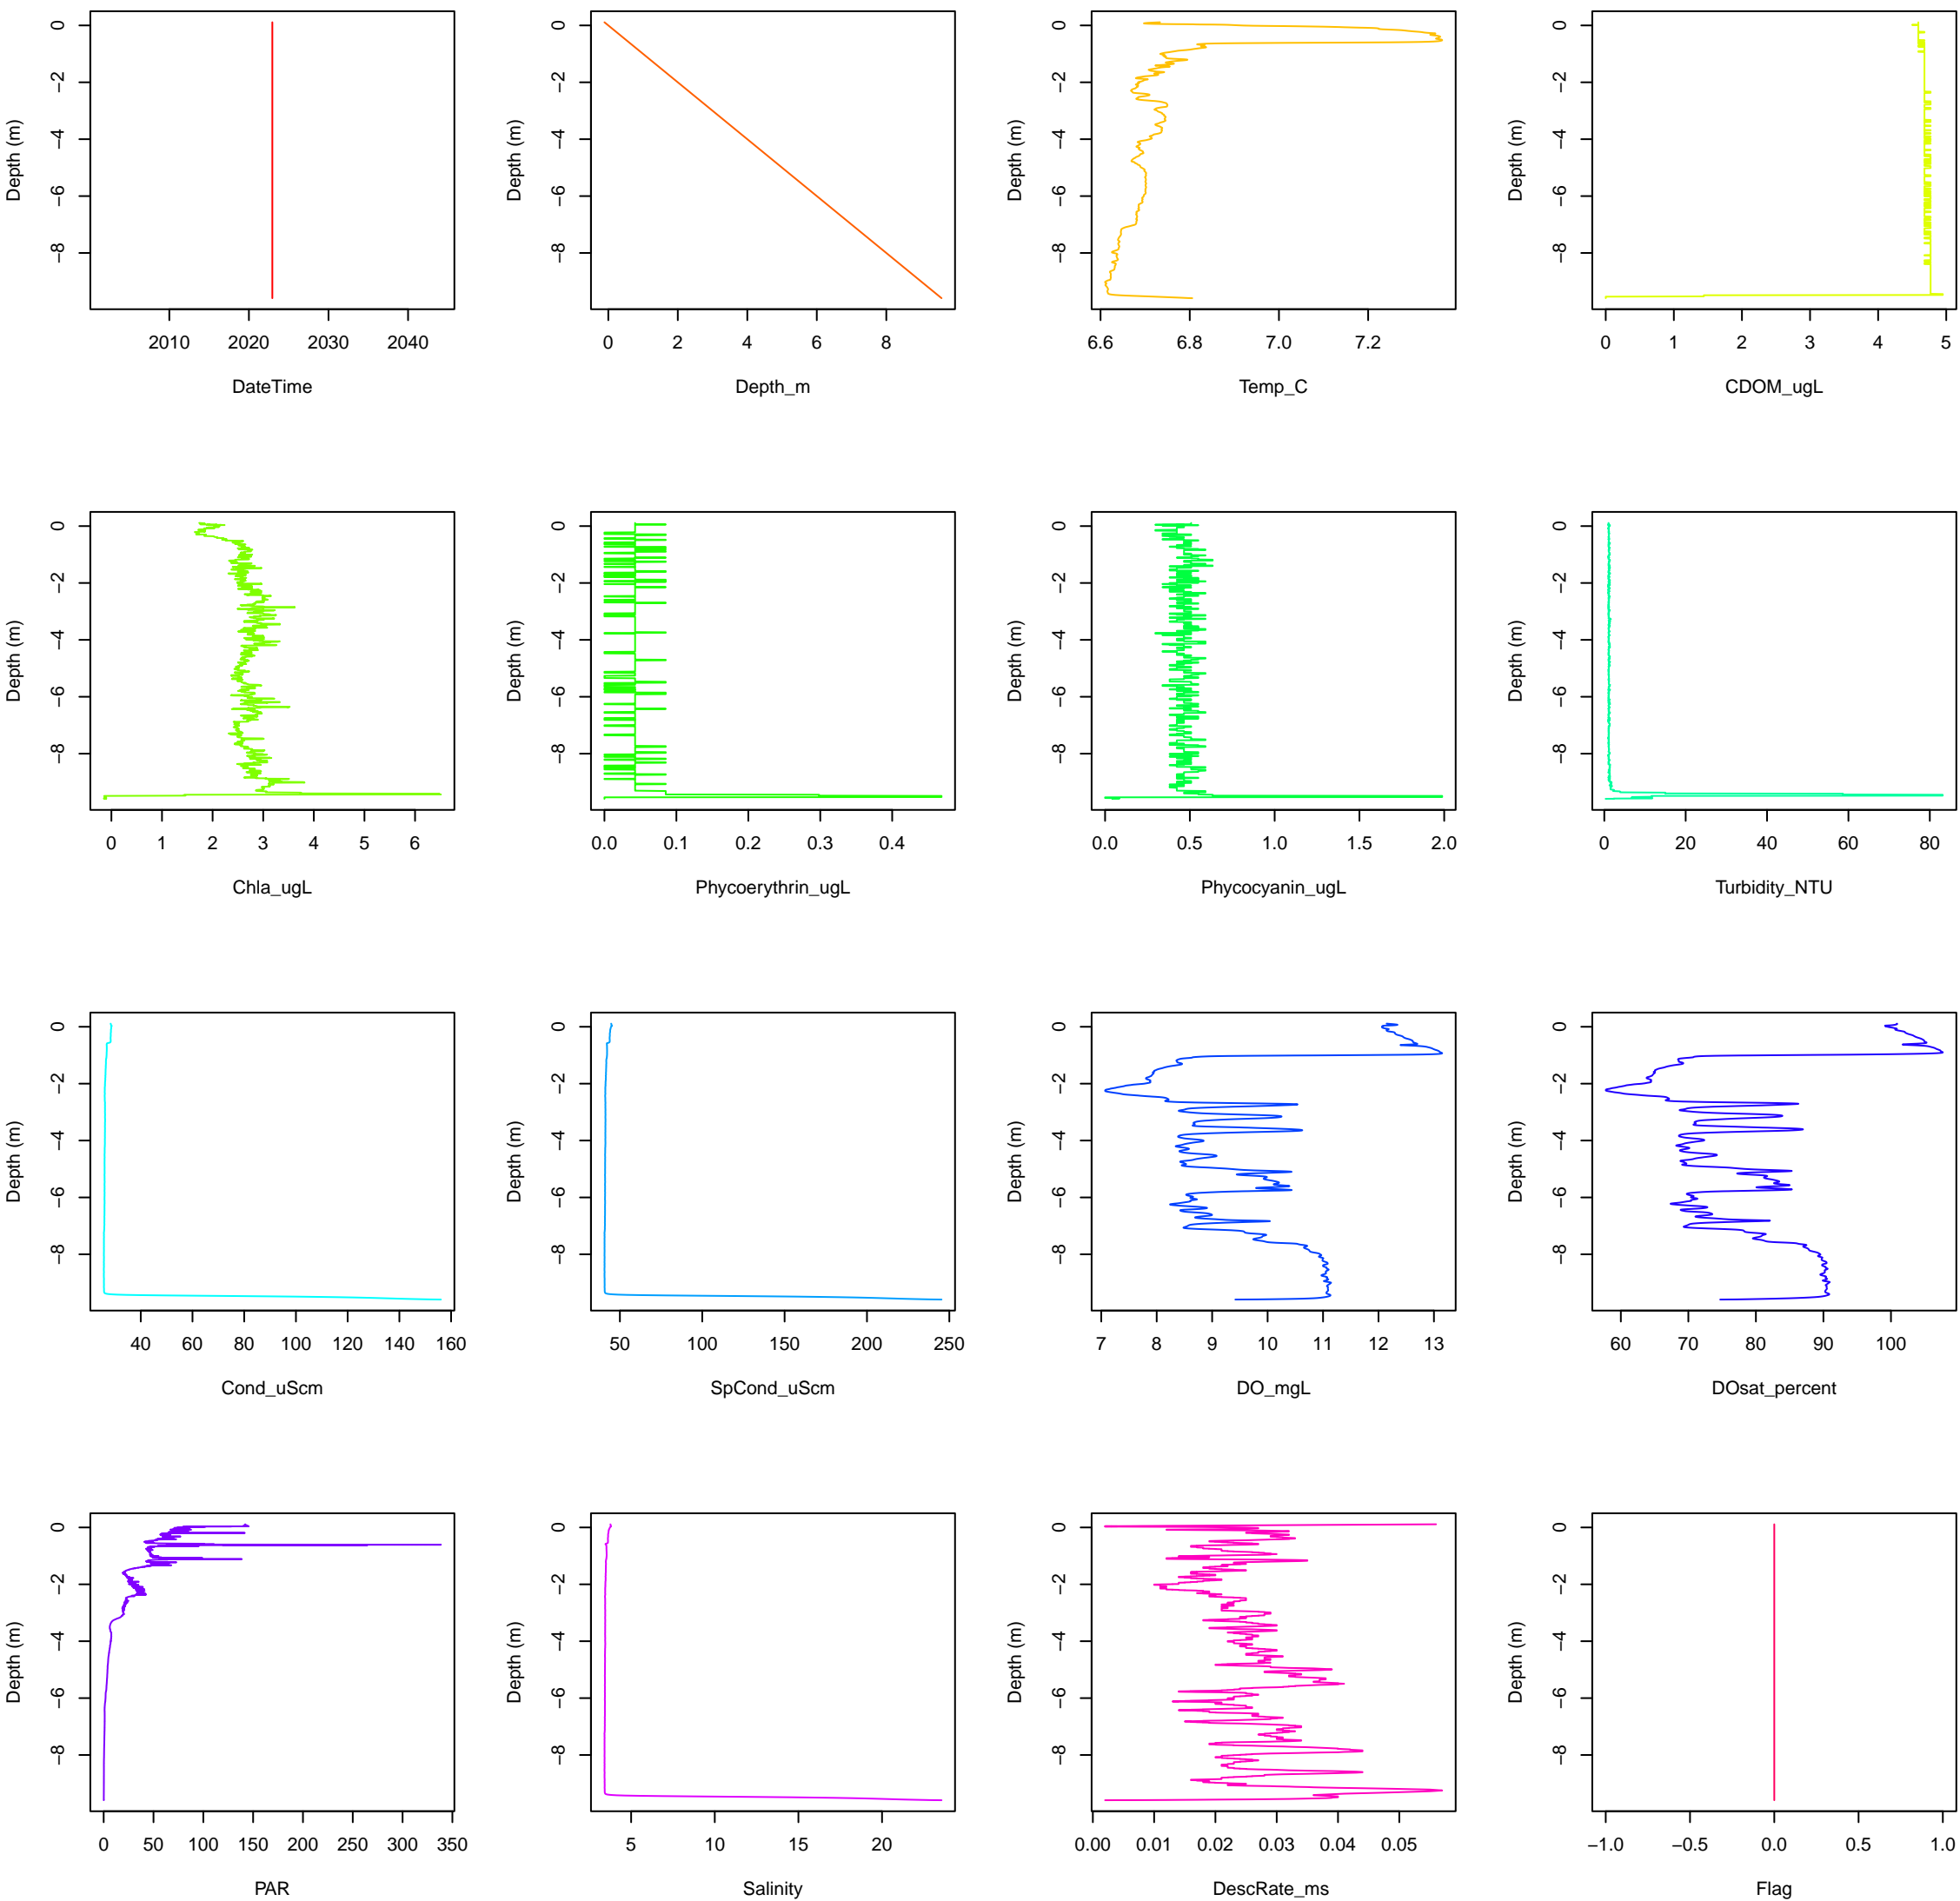 0 0 0 0
−2 −2 −2 −2
−4 −4 −4 −4
Depth (m) Depth (m) Depth (m) Depth (m)
−6 −6 −6 −6
−8 −8 −8 −8
2010 2020 2030 2040 0 2 4 6 8 6.6 6.8 7.0 7.2 0 1 2 3 4 5
DateTime Depth_m Temp_C CDOM_ugL
0 0 0 0
−2 −2 −2 −2
−4 −4 −4 −4
Depth (m) Depth (m) Depth (m) Depth (m)
−6 −6 −6 −6
−8 −8 −8 −8
0 1 2 3 4 5 6 0.0 0.1 0.2 0.3 0.4 0.0 0.5 1.0 1.5 2.0 0 20 40 60 80
Chla_ugL Phycoerythrin_ugL Phycocyanin_ugL Turbidity_NTU
0 0 0 0
−2 −2 −2 −2
−4 −4 −4 −4
Depth (m) Depth (m) Depth (m) Depth (m)
−6 −6 −6 −6
−8 −8 −8 −8
40 60 80 100 120 140 160 50 100 150 200 250 7 8 9 10 11 12 13 60 70 80 90 100
Cond_uScm SpCond_uScm DO_mgL DOsat_percent
0 0 0 0
−2 −2 −2 −2
−4 −4 −4 −4
Depth (m) Depth (m) Depth (m) Depth (m)
−6 −6 −6 −6
−8 −8 −8 −8
0 50 100 150 200 250 300 350 5 10 15 20 0.00 0.01 0.02 0.03 0.04 0.05 −1.0 −0.5 0.0 0.5 1.0
PAR Salinity DescRate_ms Flag